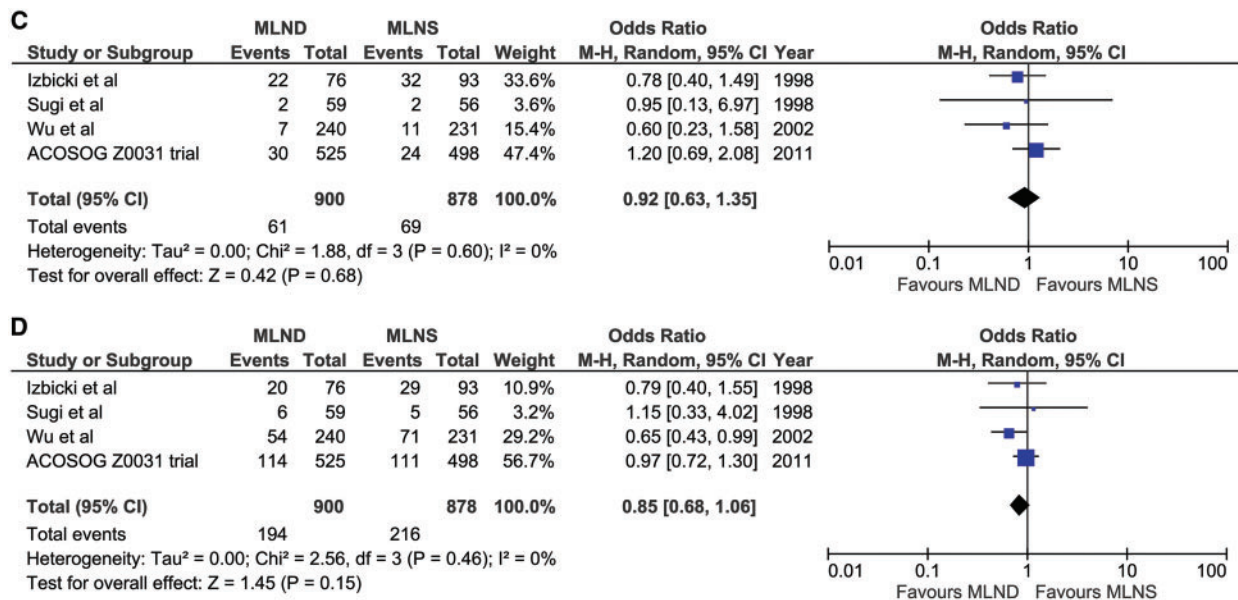 C
MLND MLNS Odds Ratio Odds Ratio
Study or Subgroup Events Total Events Total Weight M-H, Random, 95% CI Year M-H, Random, 95% CI
Izbicki et al 22 76 32 93 33.6% 0.78 [0.40, 1.49] 1998
Sugi et al 2 59 2 56 3.6% 0.95 [0.13, 6.97] 1998
Wu et al 7 240 11 231 15.4% 0.60 [0.23, 1.58] 2002
ACOSOG Z0031 trial 30 525 24 498 47.4% 1.20 [0.69, 2.08] 2011
Total (95% CI) 900 878 100.0% 0.92 [0.63, 1.35]
Total events 61 69
Heterogeneity: Tau² = 0.00; Chi² = 1.88, df = 3 (P = 0.60); I² = 0%
Test for overall effect: Z = 0.42 (P = 0.68)
0.01 0.1 1 10 100
Favours MLND Favours MLNS
D
MLND MLNS Odds Ratio Odds Ratio
Study or Subgroup Events Total Events Total Weight M-H, Random, 95% CI Year M-H, Random, 95% CI
Izbicki et al 20 76 29 93 10.9% 0.79 [0.40, 1.55] 1998
Sugi et al 6 59 5 56 3.2% 1.15 [0.33, 4.02] 1998
Wu et al 54 240 71 231 29.2% 0.65 [0.43, 0.99] 2002
ACOSOG Z0031 trial 114 525 111 498 56.7% 0.97 [0.72, 1.30] 2011
Total (95% CI) 900 878 100.0% 0.85 [0.68, 1.06]
Total events 194 216
Heterogeneity: Tau² = 0.00; Chi² = 2.56, df = 3 (P = 0.46); I² = 0%
Test for overall effect: Z = 1.45 (P = 0.15)
0.01 0.1 1 10 100
Favours MLND Favours MLNS